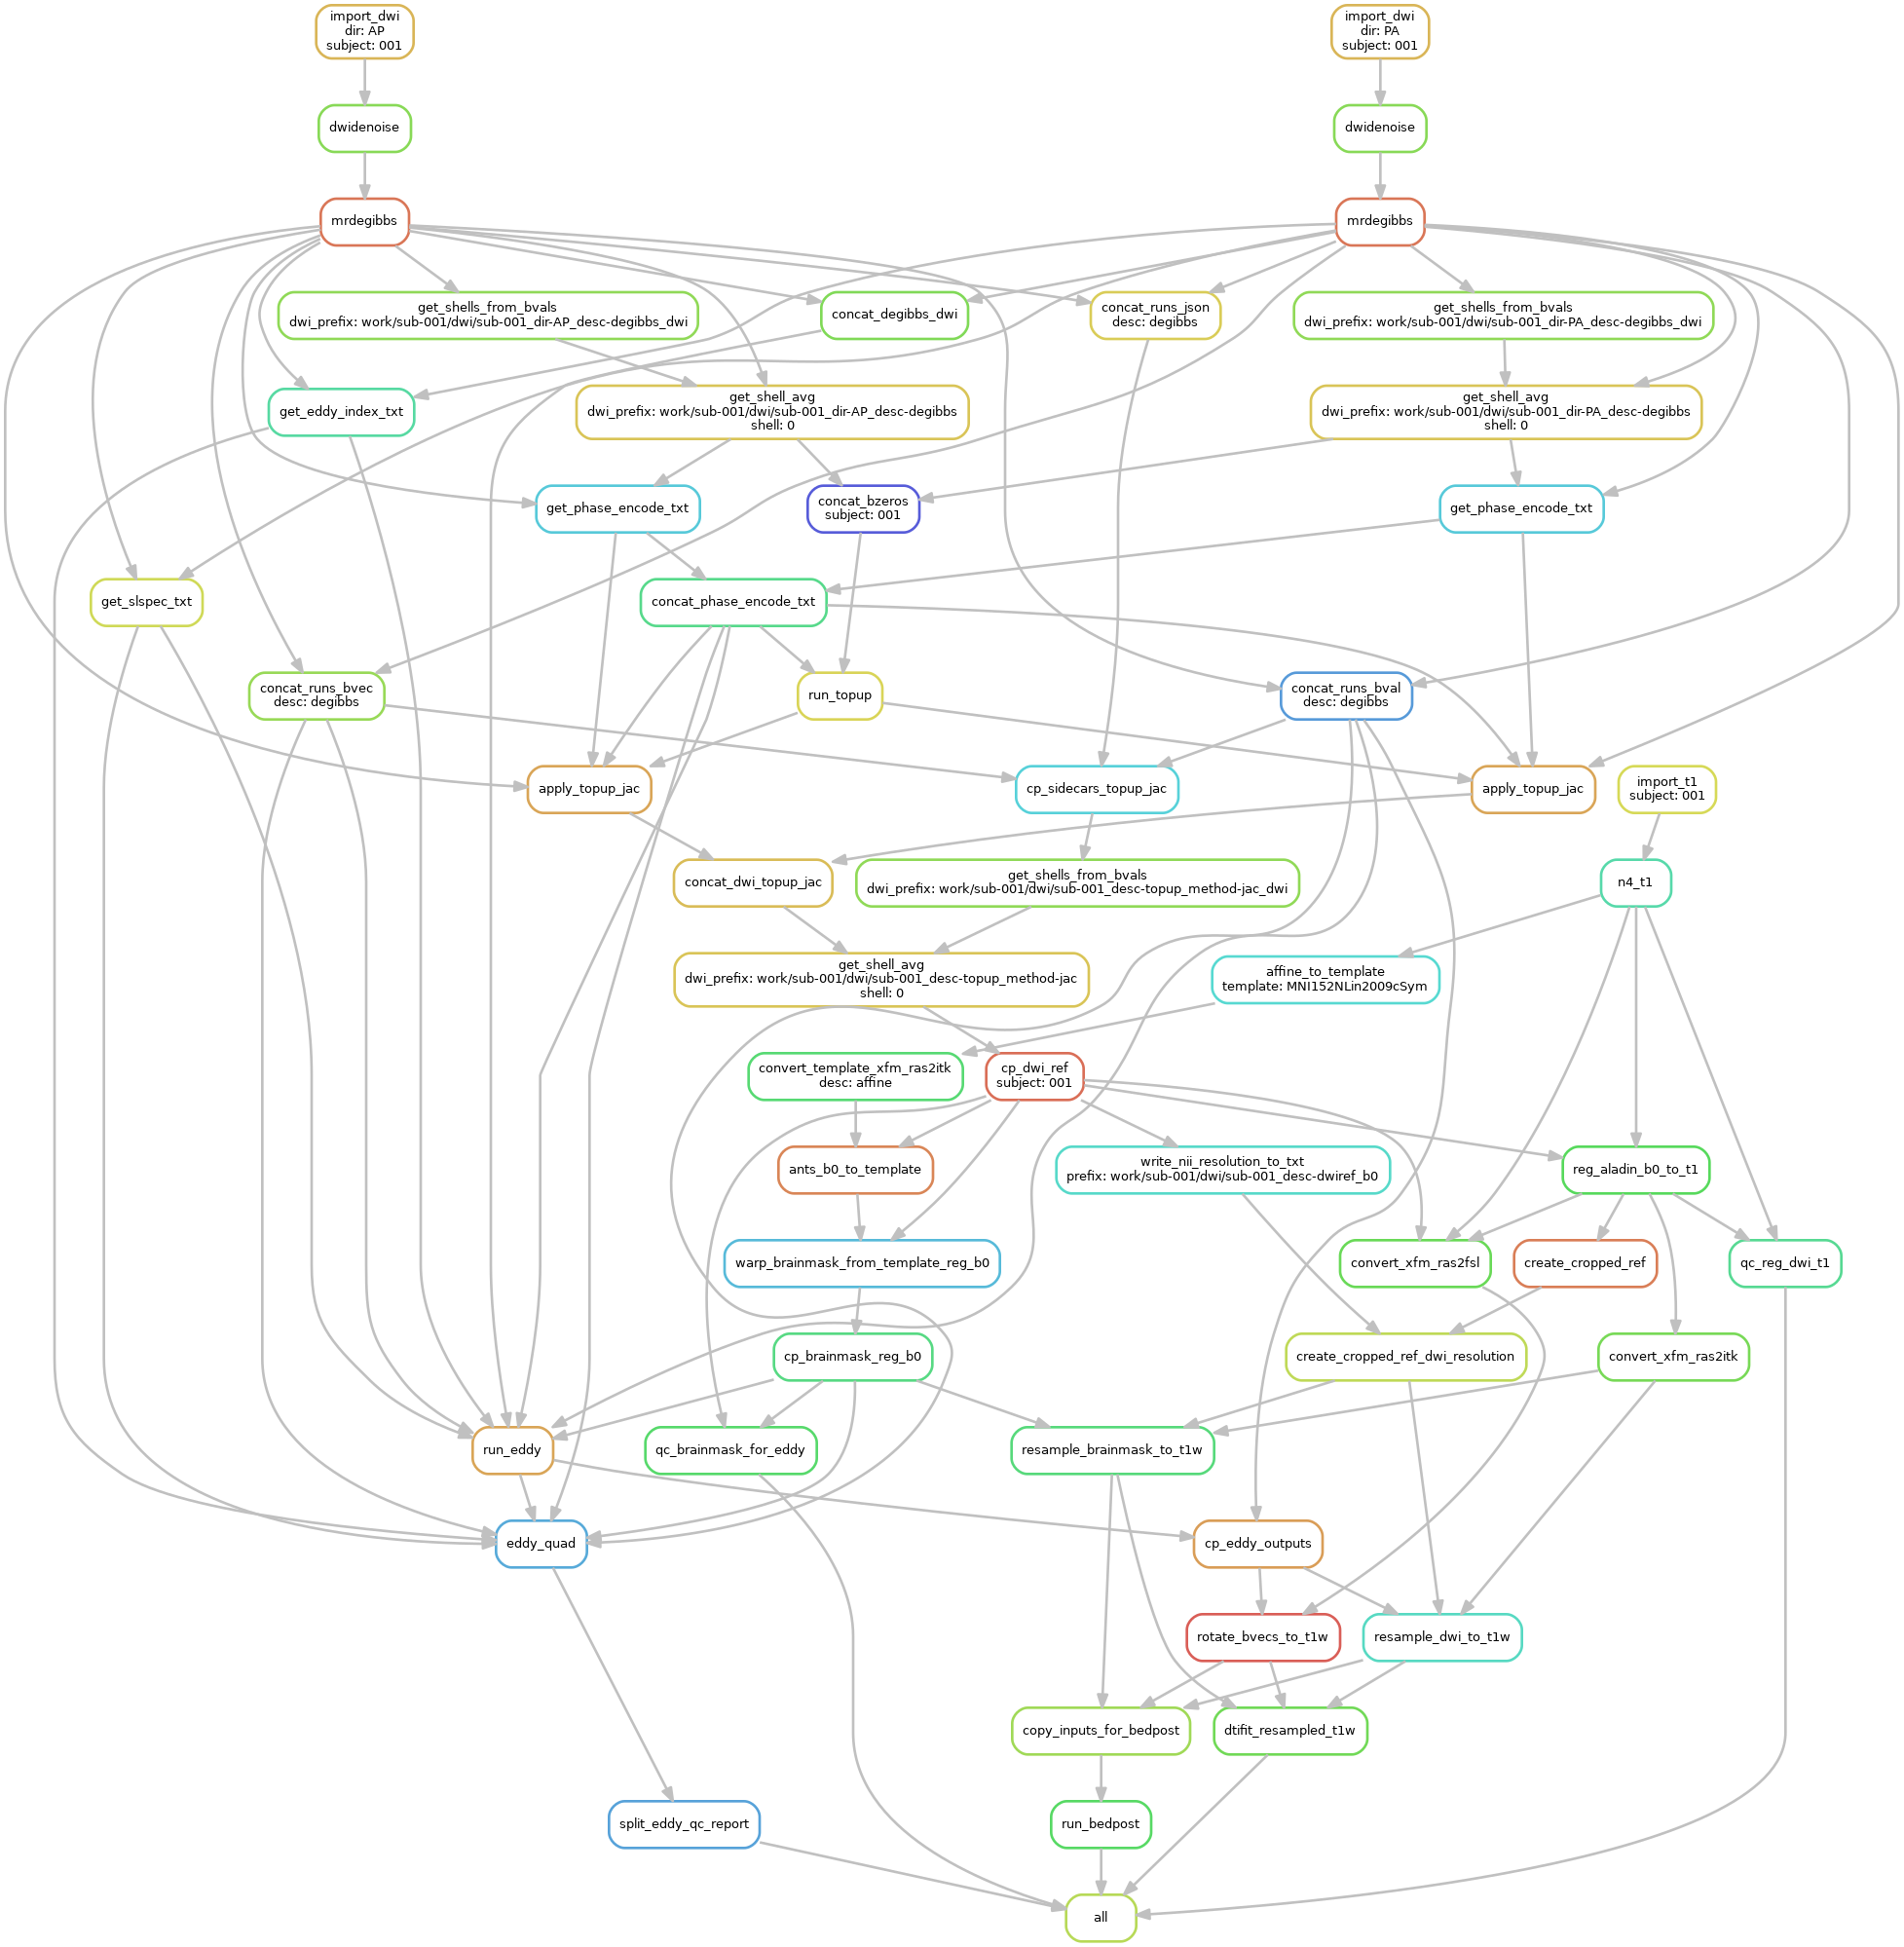 import_dwi
dir: AP
subject: 001
import_dwi
dir: PA
subject: 001
dwidenoise
dwidenoise
mrdegibbs
mrdegibbs
get_shells_from_bvals
dwi_prefix: work/sub-001/dwi/sub-001_dir-AP_desc-degibbs_dwi
concat_degibbs_dwi
concat_runs_json
desc: degibbs
get_shells_from_bvals
dwi_prefix: work/sub-001/dwi/sub-001_dir-PA_desc-degibbs_dwi
get_eddy_index_txt
get_shell_avg
dwi_prefix: work/sub-001/dwi/sub-001_dir-AP_desc-degibbs
shell: 0
get_shell_avg
dwi_prefix: work/sub-001/dwi/sub-001_dir-PA_desc-degibbs
shell: 0
get_phase_encode_txt
concat_bzeros
subject: 001
get_phase_encode_txt
get_slspec_txt
concat_phase_encode_txt
concat_runs_bvec
desc: degibbs
run_topup
concat_runs_bval
desc: degibbs
apply_topup_jac
cp_sidecars_topup_jac
apply_topup_jac
import_t1
subject: 001
concat_dwi_topup_jac
get_shells_from_bvals
dwi_prefix: work/sub-001/dwi/sub-001_desc-topup_method-jac_dwi
n4_t1
get_shell_avg
dwi_prefix: work/sub-001/dwi/sub-001_desc-topup_method-jac
shell: 0
affine_to_template
template: MNI152NLin2009cSym
convert_template_xfm_ras2itk
desc: affine
cp_dwi_ref
subject: 001
ants_b0_to_template
write_nii_resolution_to_txt
prefix: work/sub-001/dwi/sub-001_desc-dwiref_b0
reg_aladin_b0_to_t1
warp_brainmask_from_template_reg_b0
convert_xfm_ras2fsl
create_cropped_ref
qc_reg_dwi_t1
cp_brainmask_reg_b0
create_cropped_ref_dwi_resolution
convert_xfm_ras2itk
run_eddy
qc_brainmask_for_eddy
resample_brainmask_to_t1w
eddy_quad
cp_eddy_outputs
rotate_bvecs_to_t1w
resample_dwi_to_t1w
copy_inputs_for_bedpost
dtifit_resampled_t1w
split_eddy_qc_report
run_bedpost
all